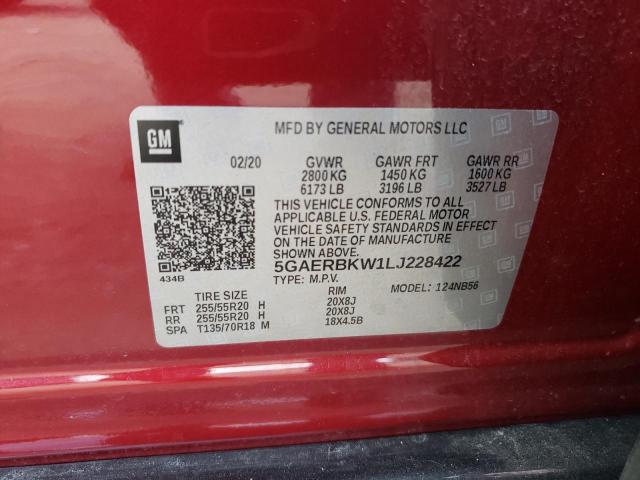 GM
MFD BY GENERAL MOTORS LLC
02/20 GVWR GAWR FRT GAWR RR
2800 KG 1450 KG 1600 KG
6173 LB 3196 LB 3527 LB
THIS VEHICLE CONFORMS TO ALL
APPLICABLE U.S. FEDERAL MOTOR
VEHICLE SAFETY STANDARDS IN EFFECT
ON THE DATE OF MANUFACTURE
434B 5GAERBKW1LJ228422
TYPE: M.P.V. MODEL: 124NB56
TIRE SIZE RIM
FRT 255/55R20 H 20X8J
RR 255/55R20 H 20X8J
SPA T135/70R18 M 18X4.5B